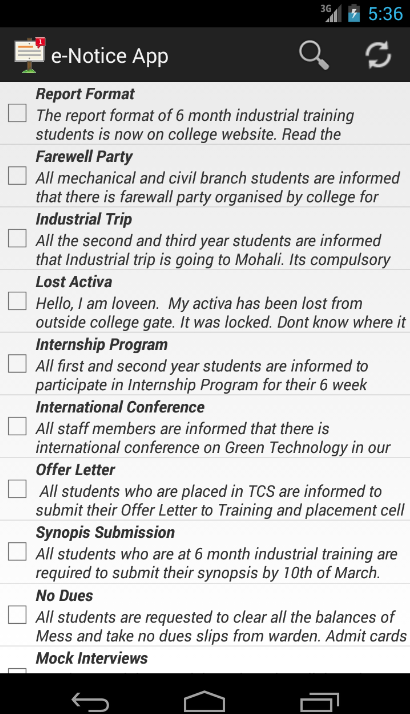 3G 5:36
1
e-Notice App
Report Format
The report format of 6 month industrial training
students is now on college website. Read the
Farewell Party
All mechanical and civil branch students are informed
that there is farewall party organised by college for
Industrial Trip
All the second and third year students are informed
that Industrial trip is going to Mohali. Its compulsory
Lost Activa
Hello, I am loveen.  My activa has been lost from
outside college gate. It was locked. Dont know where it
Internship Program
All first and second year students are informed to
participate in Internship Program for their 6 week
International Conference
All staff members are informed that there is
international conference on Green Technology in our
Offer Letter
All students who are placed in TCS are informed to
submit their Offer Letter to Training and placement cell
Synopis Submission
All students who are at 6 month industrial training are
required to submit their synopsis by 10th of March.
No Dues
All students are requested to clear all the balances of
Mess and take no dues slips from warden. Admit cards
Mock Interviews